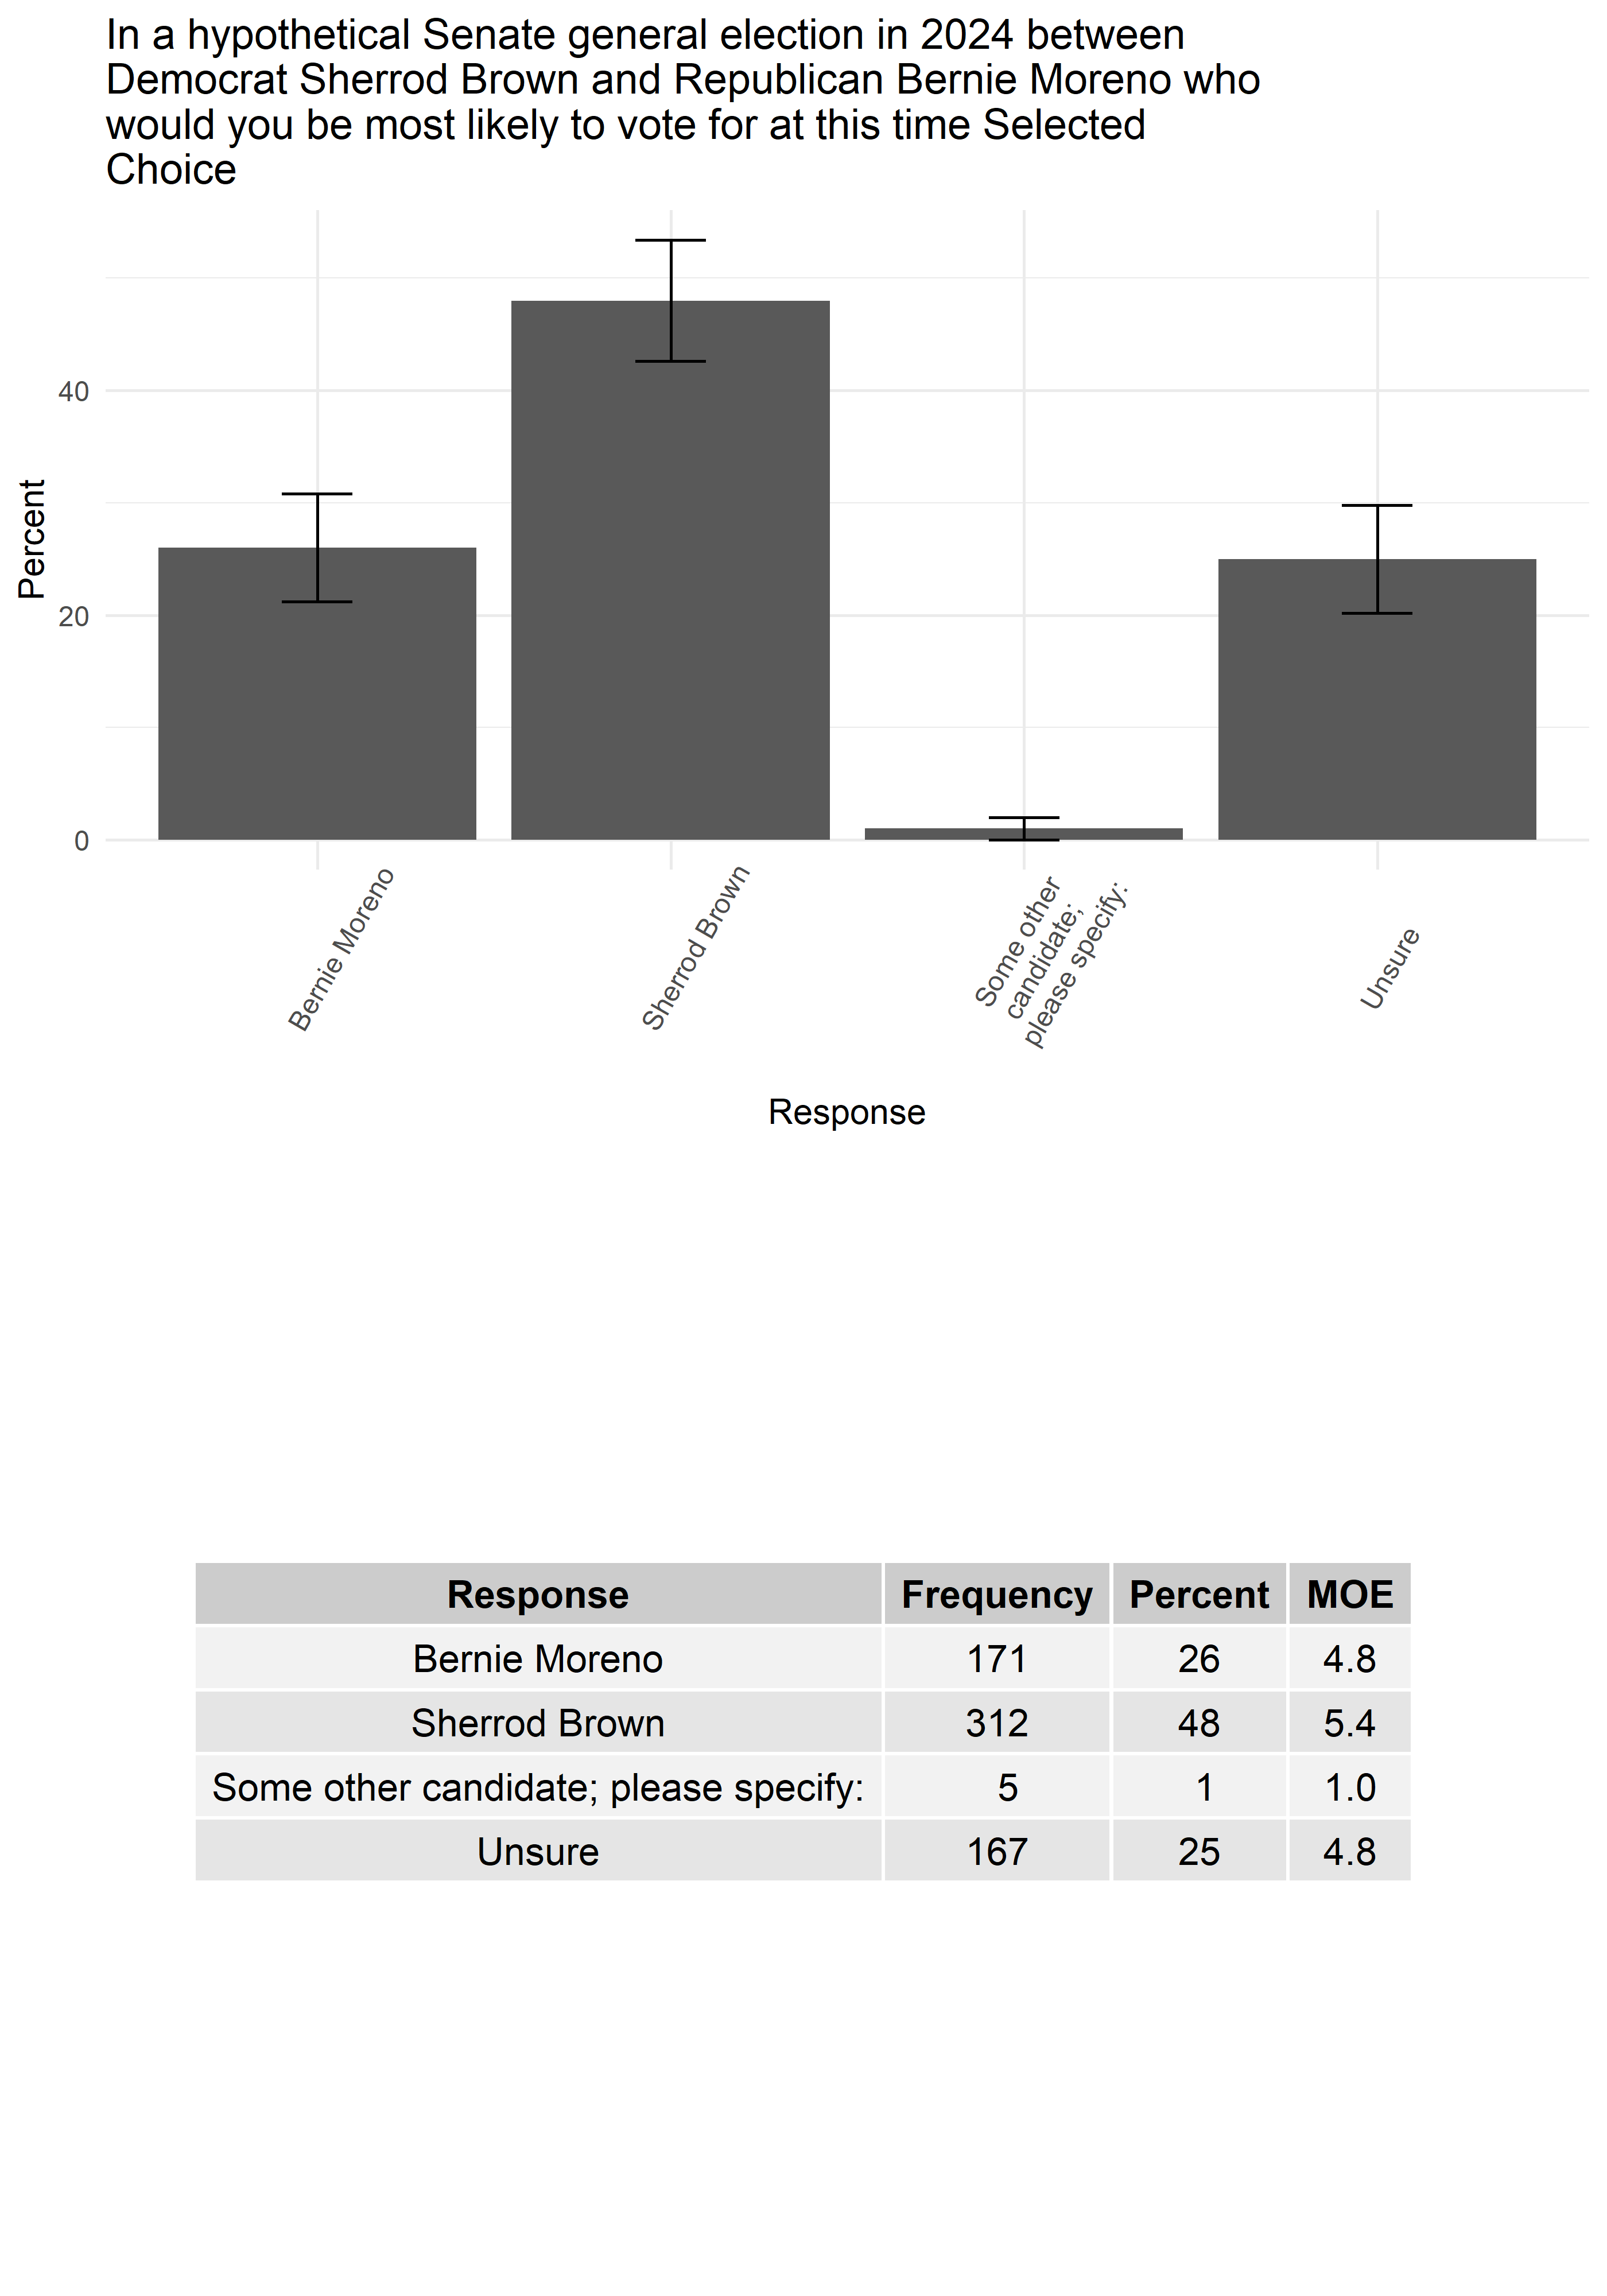 In a hypothetical Senate general election in 2024 between
Democrat Sherrod Brown and Republican Bernie Moreno who
would you be most likely to vote for at this time Selected
Choice
Percent
40
20
0
Bernie Moreno
Sherrod Brown
Some other
candidate;
please specify:
Unsure
Response
Response Frequency Percent MOE
Bernie Moreno 171 26 4.8
Sherrod Brown 312 48 5.4
Some other candidate; please specify: 5 1 1.0
Unsure 167 25 4.8